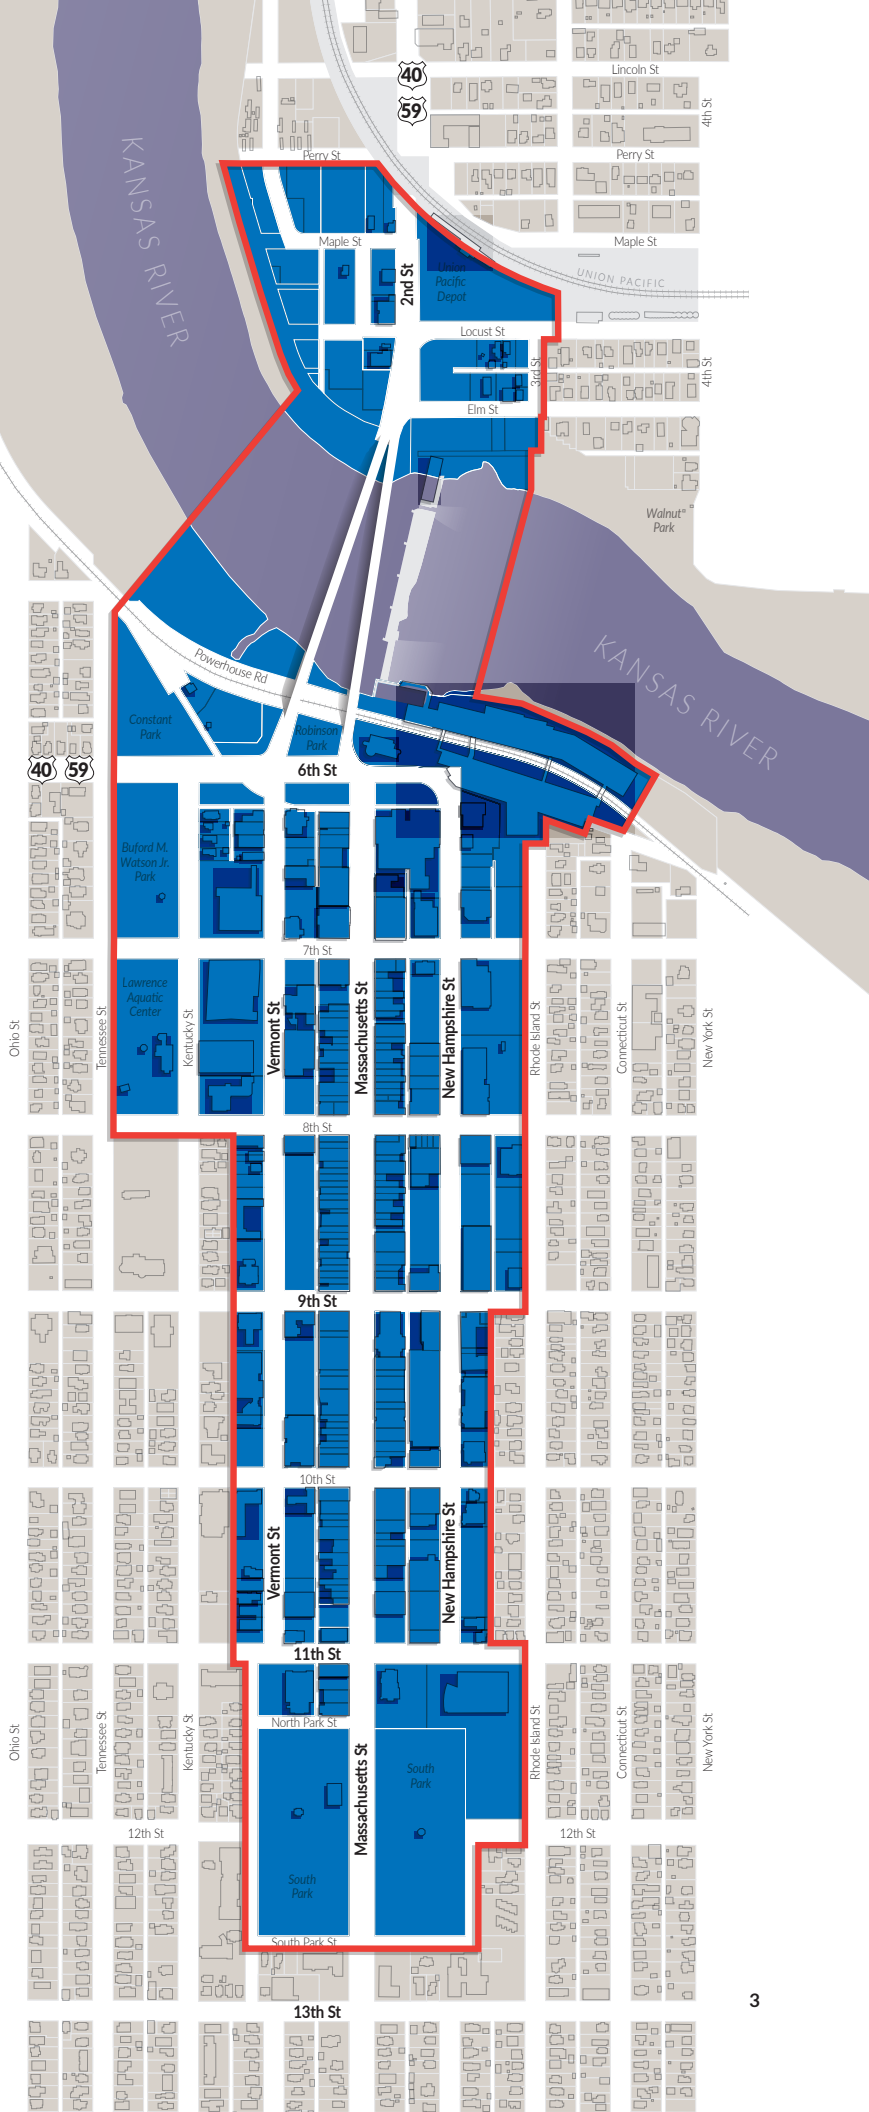 40
59
Lincoln St
4th St
Perry St
Perry St
KANSAS RIVER
Maple St
Maple St
2nd St
Union
Pacific
Depot
UNION PACIFIC
Locust St
3rd St
4th St
Elm St
Walnut
Park
Powerhouse Rd
KANSAS RIVER
Constant
Park
Robinson
Park
40
59
6th St
Buford M.
Watson Jr.
Park
7th St
Lawrence
Aquatic
Center
Ohio St
Tennessee St
Kentucky St
Vermont St
Massachusetts St
New Hampshire St
Rhode Island St
Connecticut St
New York St
8th St
9th St
10th St
Vermont St
New Hampshire St
11th St
North Park St
Ohio St
Tennessee St
Kentucky St
Massachusetts St
South
Park
Rhode Island St
Connecticut St
New York St
12th St
12th St
South
Park
South Park St
3
13th St